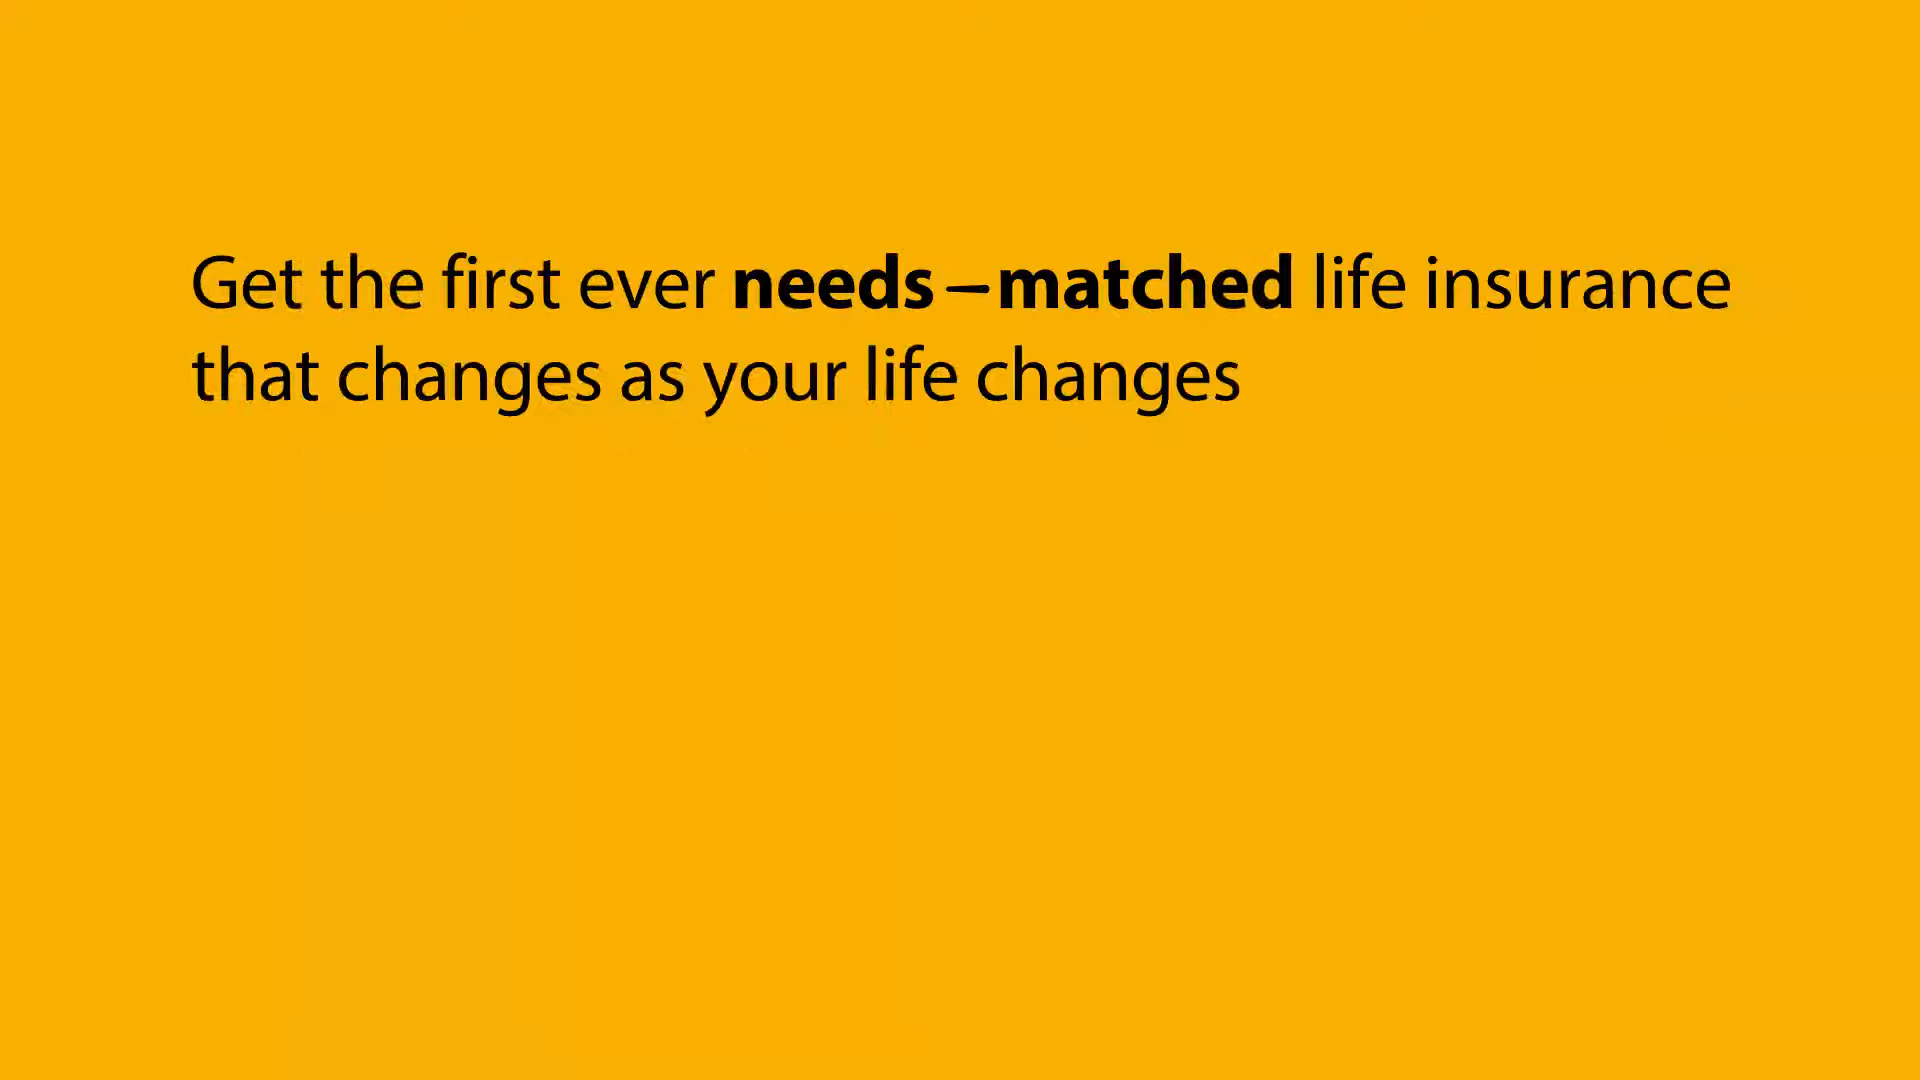 Get the first ever needs–matched life insurance
that changes as your life changes